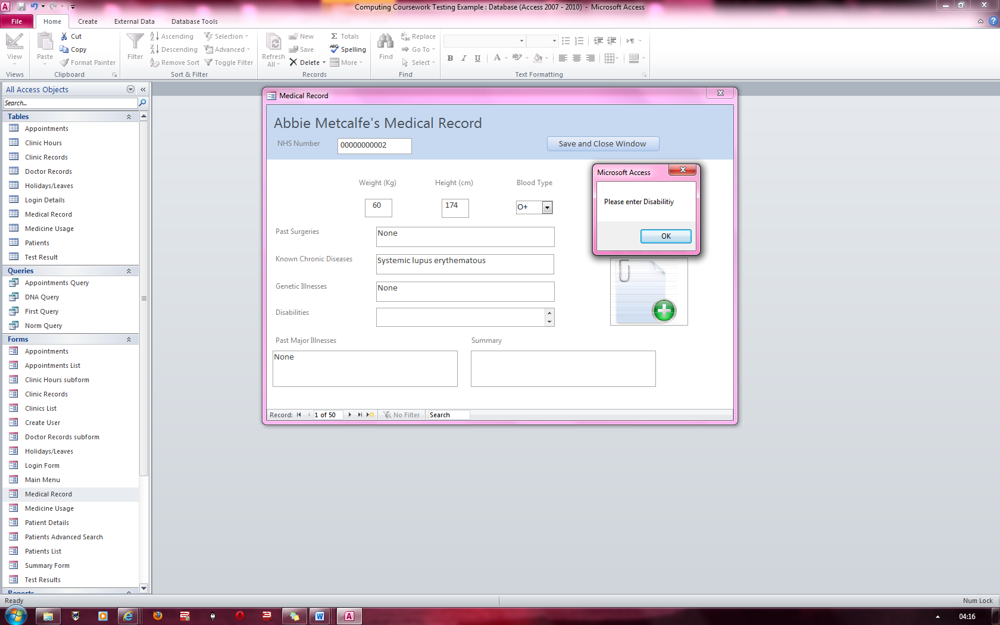 Computing Coursework Testing Example : Database (Access 2007 - 2010) - Microsoft Access
File Home Create External Data Database Tools
View
Views
Paste
Cut
Copy
Format Painter
Clipboard
Filter
Ascending
Descending
Remove Sort
Selection
Advanced
Toggle Filter
Sort & Filter
Refresh All
New
Save
Delete
Totals
Spelling
More
Records
Find
Replace
Go To
Select
Find
B I U A
Text Formatting
All Access Objects
Search...
Tables
Appointments
Clinic Hours
Clinic Records
Doctor Records
Holidays/Leaves
Login Details
Medical Record
Medicine Usage
Patients
Test Result
Queries
Appointments Query
DNA Query
First Query
Norm Query
Forms
Appointments
Appointments List
Clinic Hours subform
Clinic Records
Clinics List
Create User
Doctor Records subform
Holidays/Leaves
Login Form
Main Menu
Medical Record
Medicine Usage
Patient Details
Patients Advanced Search
Patients List
Summary Form
Test Results
Reports
Medical Record
Abbie Metcalfe's Medical Record
NHS Number 00000000002
Save and Close Window
Weight (Kg) Height (cm) Blood Type
60 174 O+
Past Surgeries None
Known Chronic Diseases Systemic lupus erythematous
Genetic Illnesses None
Disabilities
Past Major Illnesses Summary
None
Record: 1 of 50 No Filter Search
Microsoft Access
Please enter Disabilitiy
OK
Ready Num Lock
04:16